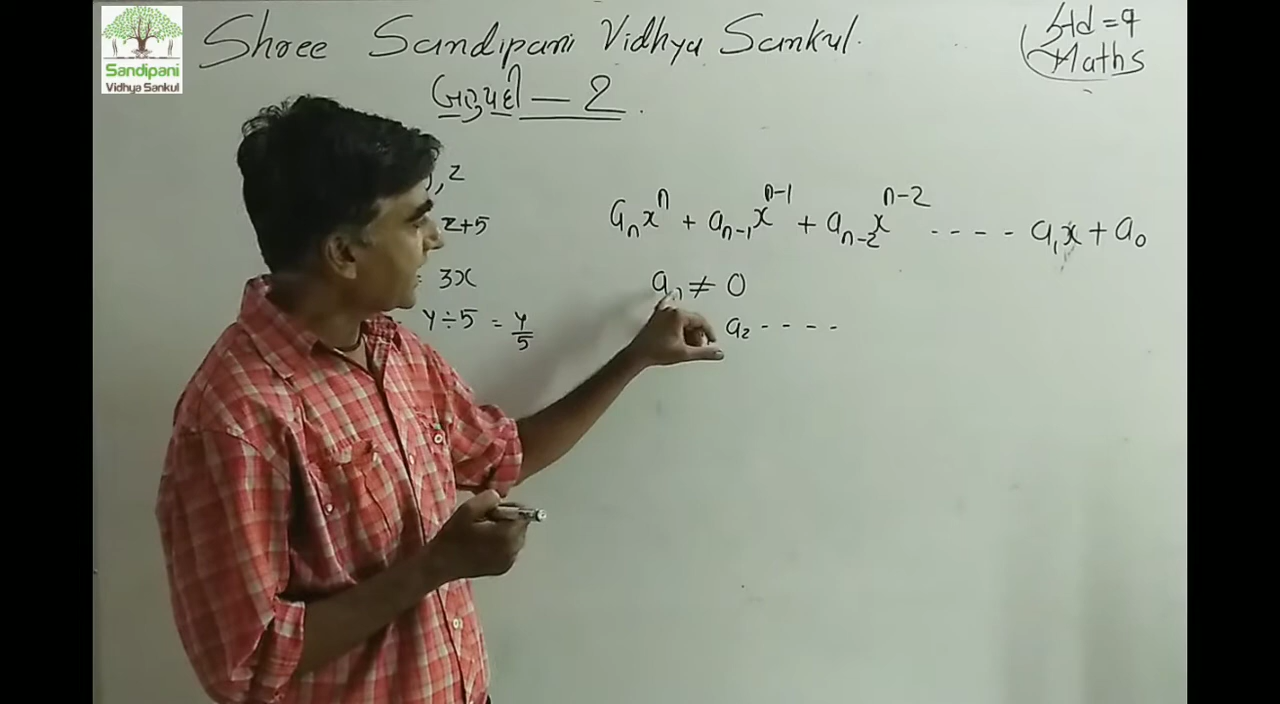 Sandipani
Vidhya Sankul
Shree Sandipani Vidhya Sankul.
Std = 9
Maths
બહુપદી — 2.
, z
z+5
= 3x
y÷5 = y/5
aₙxⁿ + aₙ₋₁xⁿ⁻¹ + aₙ₋₂xⁿ⁻² ---- a₁x + a₀
aₙ ≠ 0
a₂ ----